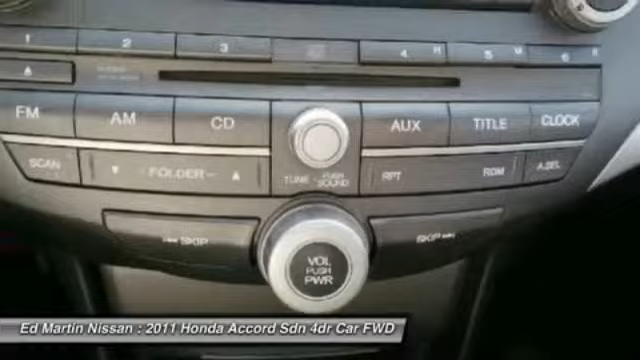 1 2 3 4 H 5 M 6 R
FM AM CD AUX TITLE CLOCK
SCAN FOLDER TUNE PUSH SOUND RPT RDM A.SEL
SKIP SKIP
VOL
PUSH
PWR
Ed Martin Nissan : 2011 Honda Accord Sdn 4dr Car FWD